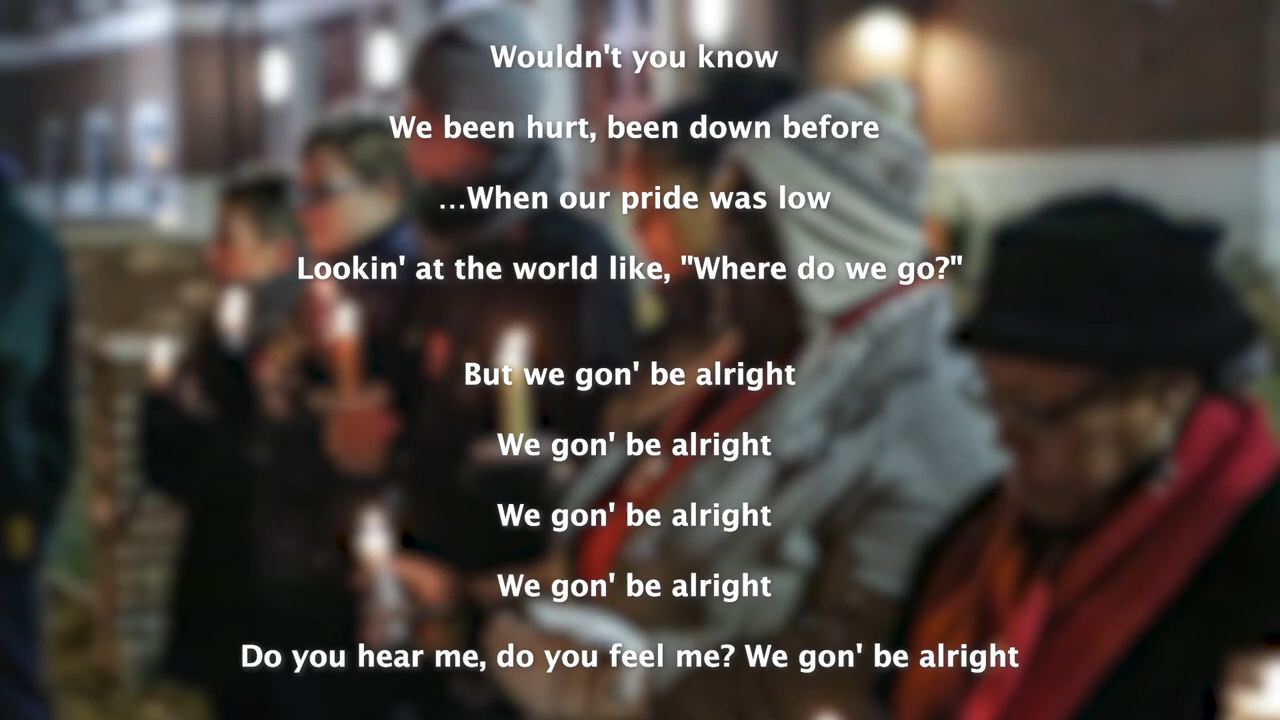 Wouldn't you know
We been hurt, been down before
...When our pride was low
Lookin' at the world like, "Where do we go?"
But we gon' be alright
We gon' be alright
We gon' be alright
We gon' be alright
Do you hear me, do you feel me? We gon' be alright